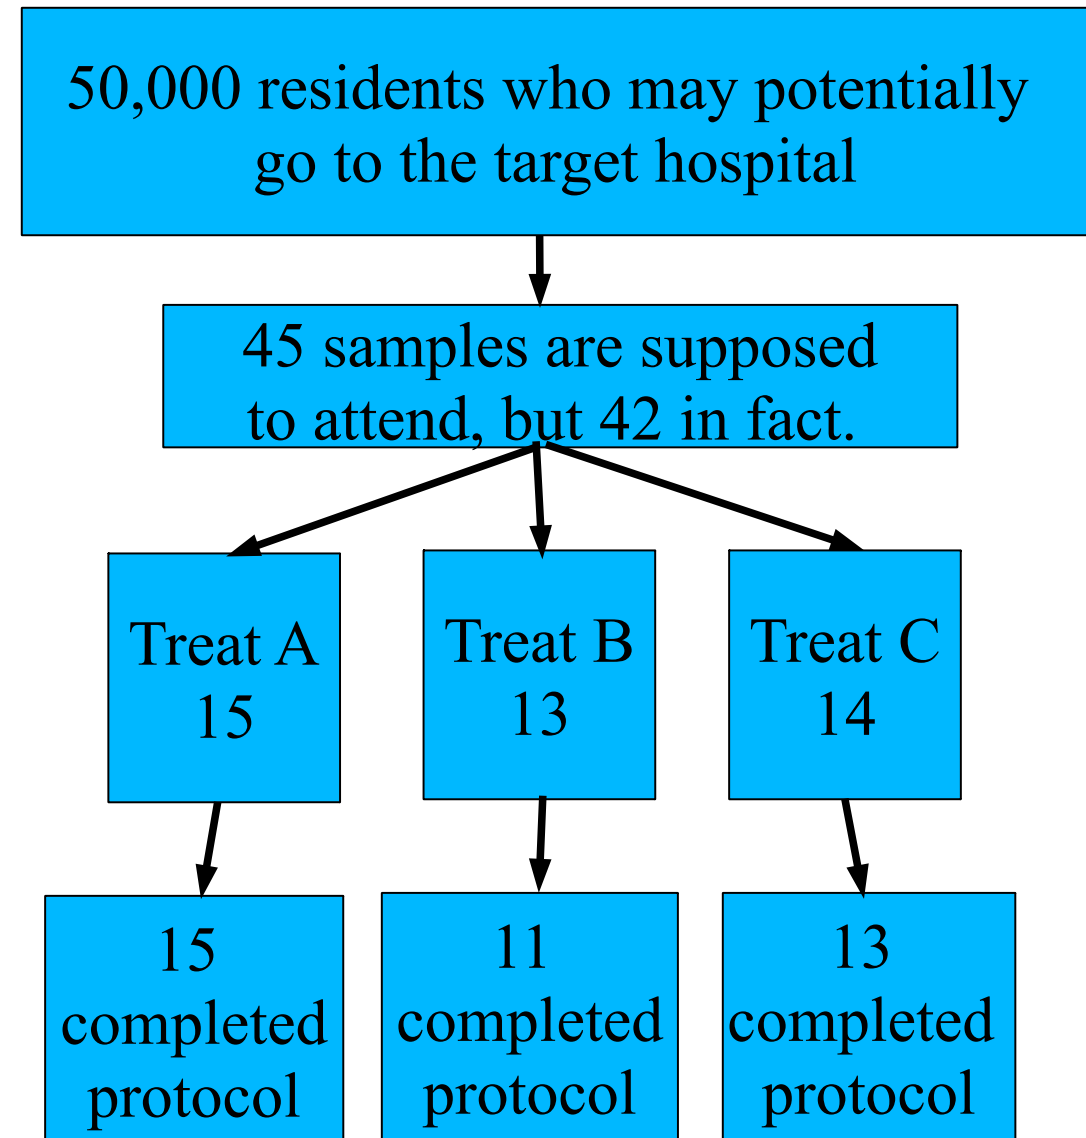 50,000 residents who may potentially
go to the target hospital
45 samples are supposed
to attend, but 42 in fact.
Treat A
15
Treat B
13
Treat C
14
15
completed
protocol
11
completed
protocol
13
completed
protocol